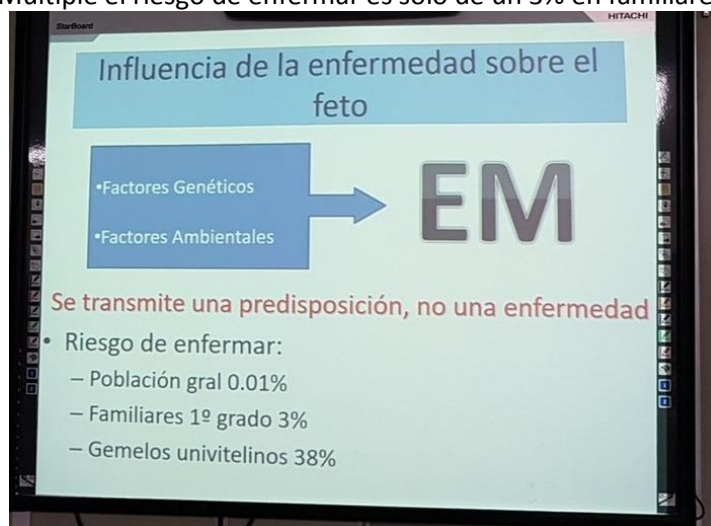 Múltiple el riesgo de enfermar es solo de un 3% en familiare
StarBoard
HITACHI
Influencia de la enfermedad sobre el
feto
•Factores Genéticos
•Factores Ambientales
EM
Se transmite una predisposición, no una enfermedad
• Riesgo de enfermar:
– Población gral 0.01%
– Familiares 1º grado 3%
– Gemelos univitelinos 38%